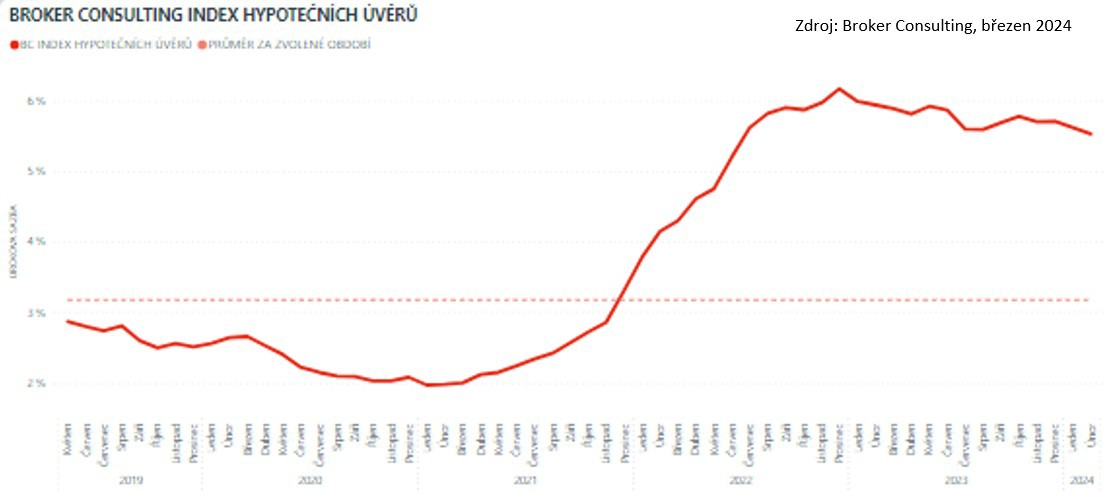 BROKER CONSULTING INDEX HYPOTEČNÍCH ÚVĚRŮ
Zdroj: Broker Consulting, březen 2024
BC INDEX HYPOTEČNÍCH ÚVĚRŮ PRŮMĚR ZA ZVOLENÉ OBDOBÍ
6 %
5 %
4 %
3 %
2 %
ÚROKOVÁ SAZBA
Květen Červen Červenec Srpen Září Říjen Listopad Prosinec Leden Únor Březen Duben Květen Červen Červenec Srpen Září Říjen Listopad Prosinec Leden Únor Březen Duben Květen Červen Červenec Srpen Září Říjen Listopad Prosinec Leden Únor Březen Duben Květen Červen Červenec Srpen Září Říjen Listopad Prosinec Leden Únor Březen Duben Květen Červen Červenec Srpen Září Říjen Listopad Prosinec Leden Únor
2019 2020 2021 2022 2023 2024